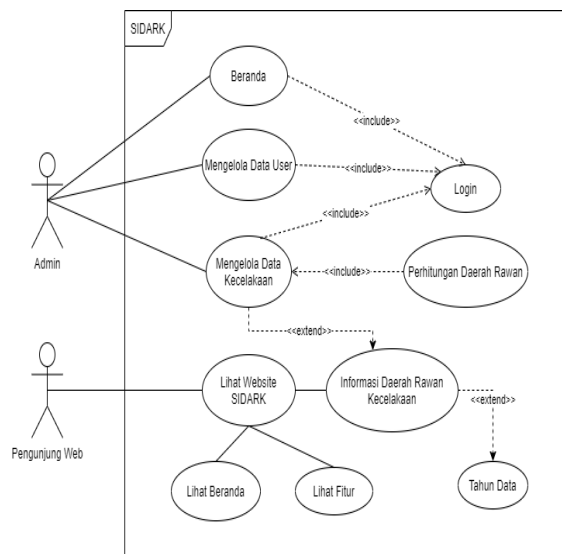 SIDARK
Beranda
<<include>>
Mengelola Data User
<<include>>
Login
<<include>>
Admin
Mengelola Data
Kecelakaan
<<include>>
Perhitungan Daerah Rawan
<<extend>>
Lihat Website
SIDARK
Informasi Daerah Rawan
Kecelakaan
<<extend>>
Pengunjung Web
Lihat Beranda
Lihat Fitur
Tahun Data